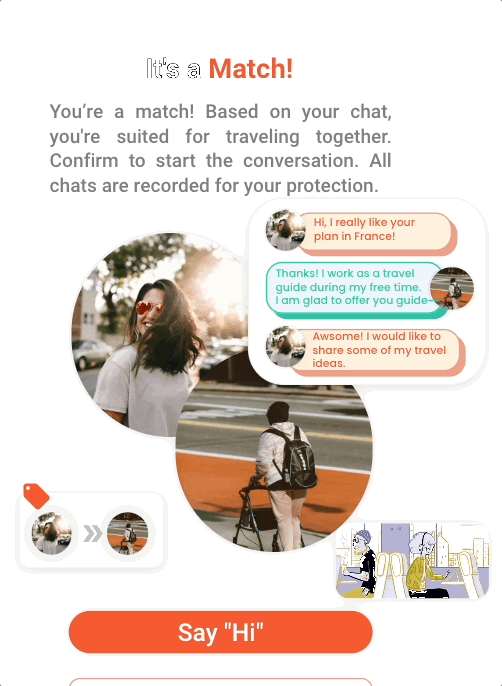 It's a Match!
You're a match! Based on your chat,
you're suited for traveling together.
Confirm to start the conversation. All
chats are recorded for your protection.
Hi, I really like your
plan in France!
Thanks! I work as a travel
guide during my free time.
I am glad to offer you guide~
Awsome! I would like to
share some of my travel
ideas.
Say "Hi"